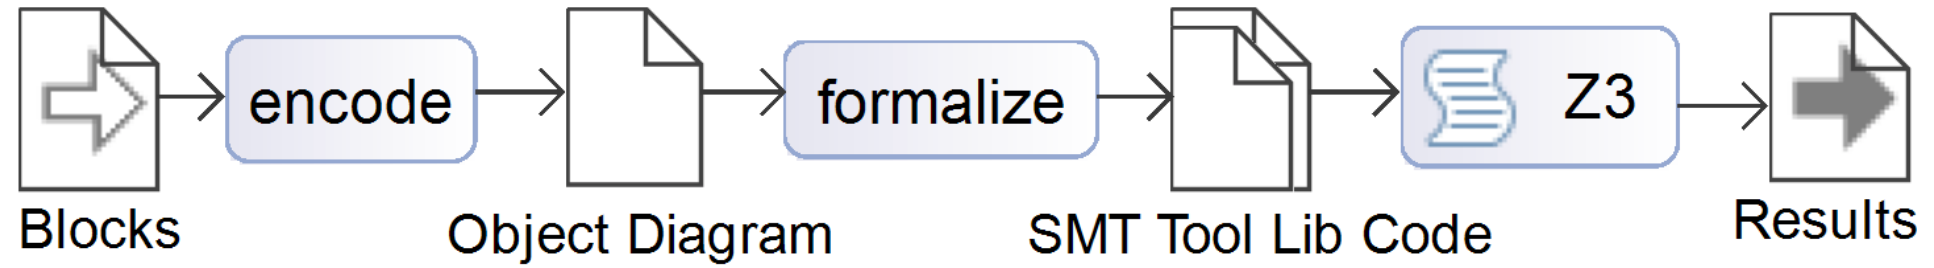 encode
formalize
Z3
Blocks
Object Diagram
SMT Tool Lib Code
Results